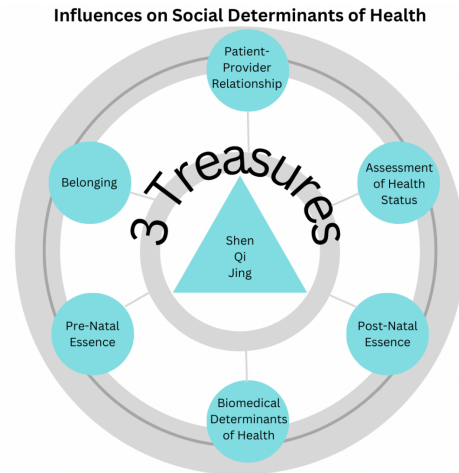 Influences on Social Determinants of Health
Patient-
Provider
Relationship
Belonging
Assessment
of Health
Status
3 Treasures
Shen
Qi
Jing
Pre-Natal
Essence
Post-Natal
Essence
Biomedical
Determinants
of Health